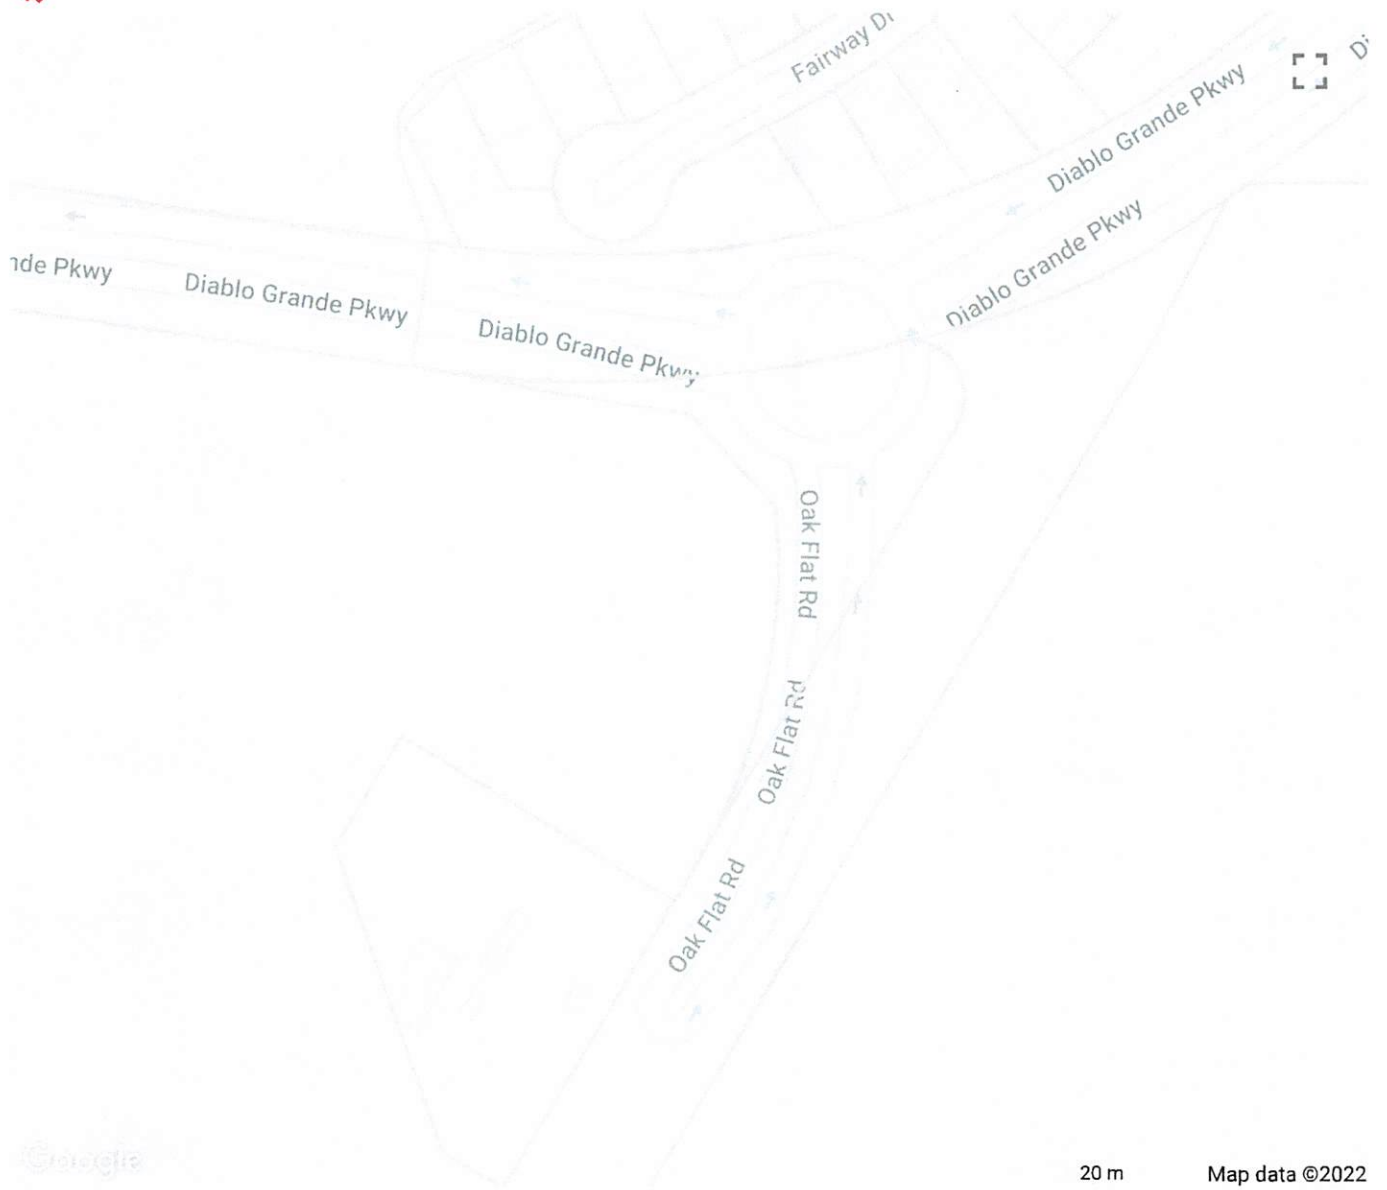 Fairway Dr
Diablo Grande Pkwy
Diablo Grande Pkwy
nde Pkwy
Diablo Grande Pkwy
Diablo Grande Pkwy
Oak Flat Rd
Oak Flat Rd
Oak Flat Rd
Google
20 m
Map data ©2022